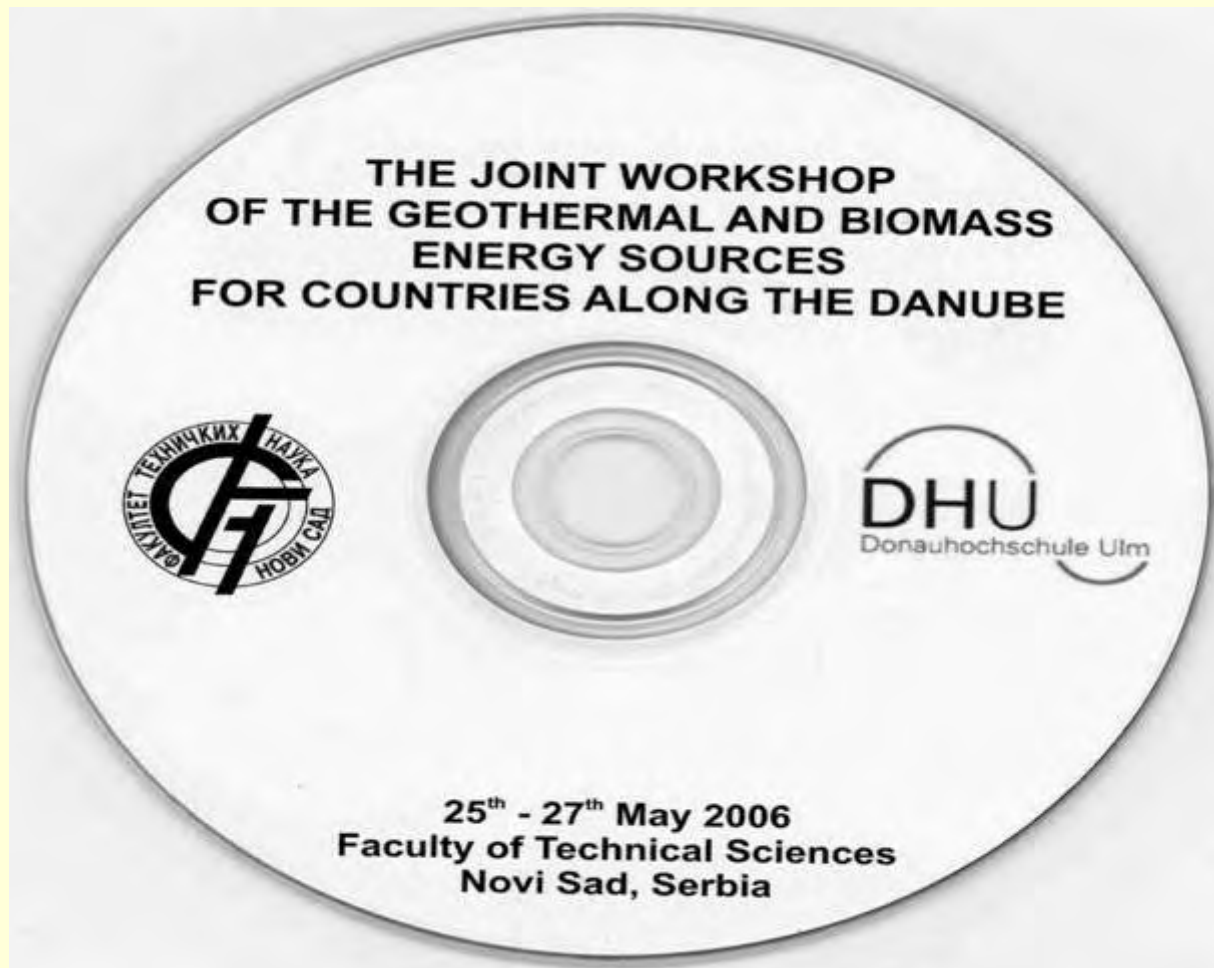 THE JOINT WORKSHOP
OF THE GEOTHERMAL AND BIOMASS
ENERGY SOURCES
FOR COUNTRIES ALONG THE DANUBE
ФАКУЛТЕТ ТЕХНИЧКИХ НАУКА
НОВИ САД
DHU
Donauhochschule Ulm
25th - 27th May 2006
Faculty of Technical Sciences
Novi Sad, Serbia